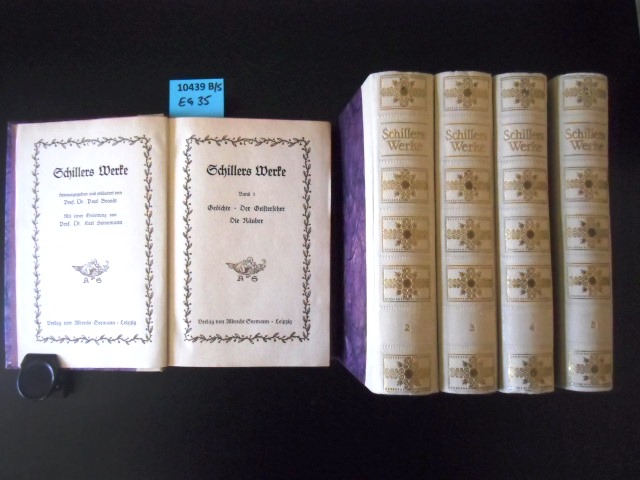 10439 B/S
EG 35
Schillers Werke
Herausgegeben und erläutert von
Prof. Dr. Paul Brandt
Mit einer Einleitung von
Prof. Dr. Karl Heinemann
A S
Verlag von Albrecht Seemann - Leipzig
Schillers Werke
Band 1
Gedichte - Der Geisterseher
Die Räuber
A S
Verlag von Albrecht Seemann - Leipzig
Schillers
Werke
2
Schillers
Werke
3
Schillers
Werke
4
Schillers
Werke
5